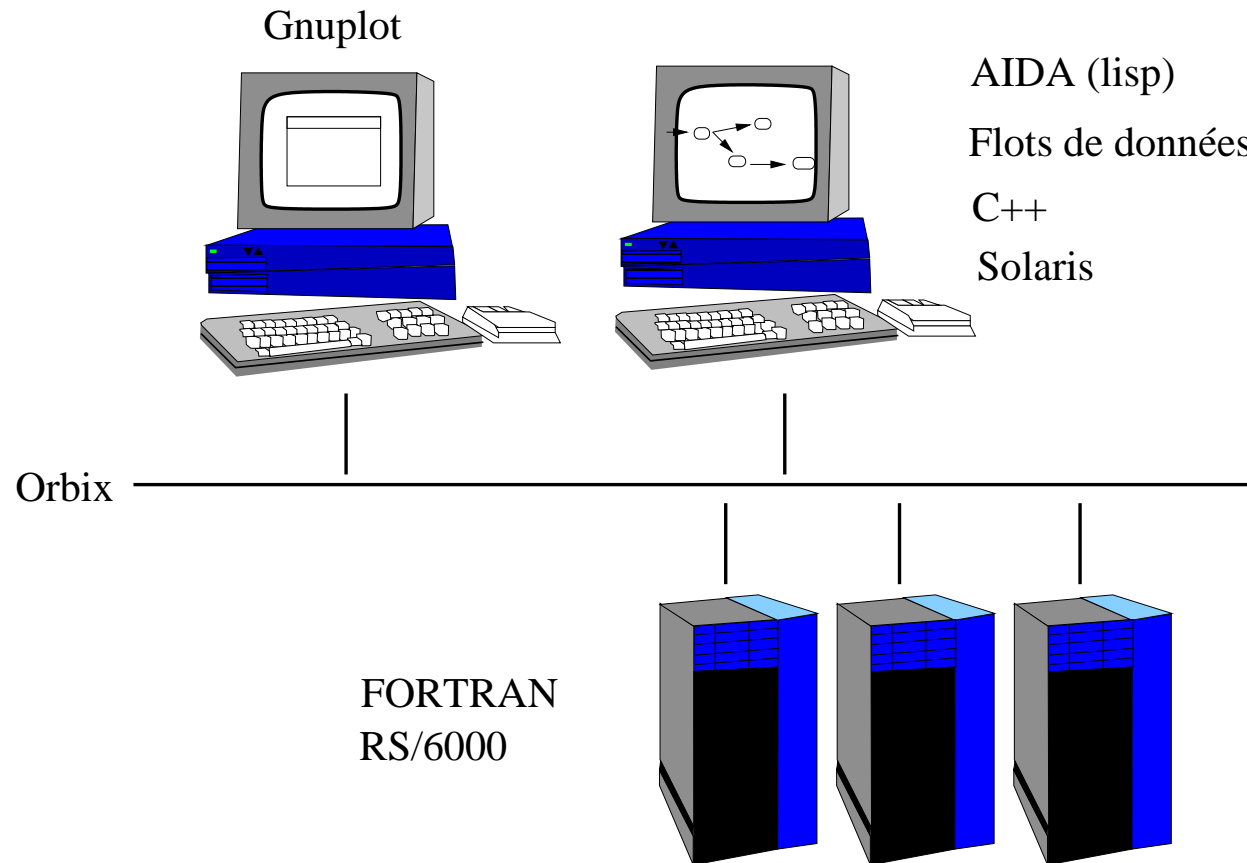 Gnuplot
AIDA (lisp)
Flots de données
C++
Solaris
Orbix
FORTRAN
RS/6000